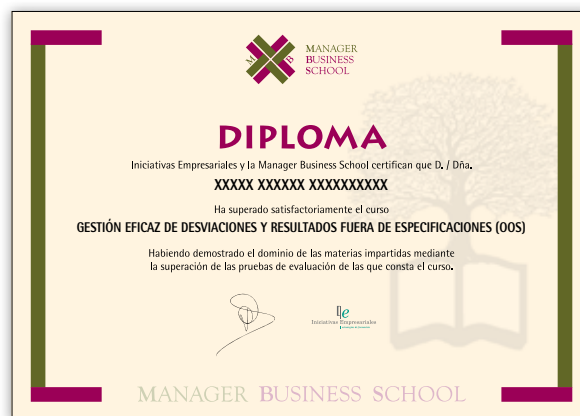 M B
MANAGER
BUSINESS
SCHOOL
DIPLOMA
Iniciativas Empresariales y la Manager Business School certifican que D. / Dña.
XXXXX XXXXXX XXXXXXXXXX
Ha superado satisfactoriamente el curso
GESTIÓN EFICAZ DE DESVIACIONES Y RESULTADOS FUERA DE ESPECIFICACIONES (OOS)
Habiendo demostrado el dominio de las materias impartidas mediante
la superación de las pruebas de evaluación de las que consta el curso.
Iniciativas Empresariales
MANAGER BUSINESS SCHOOL